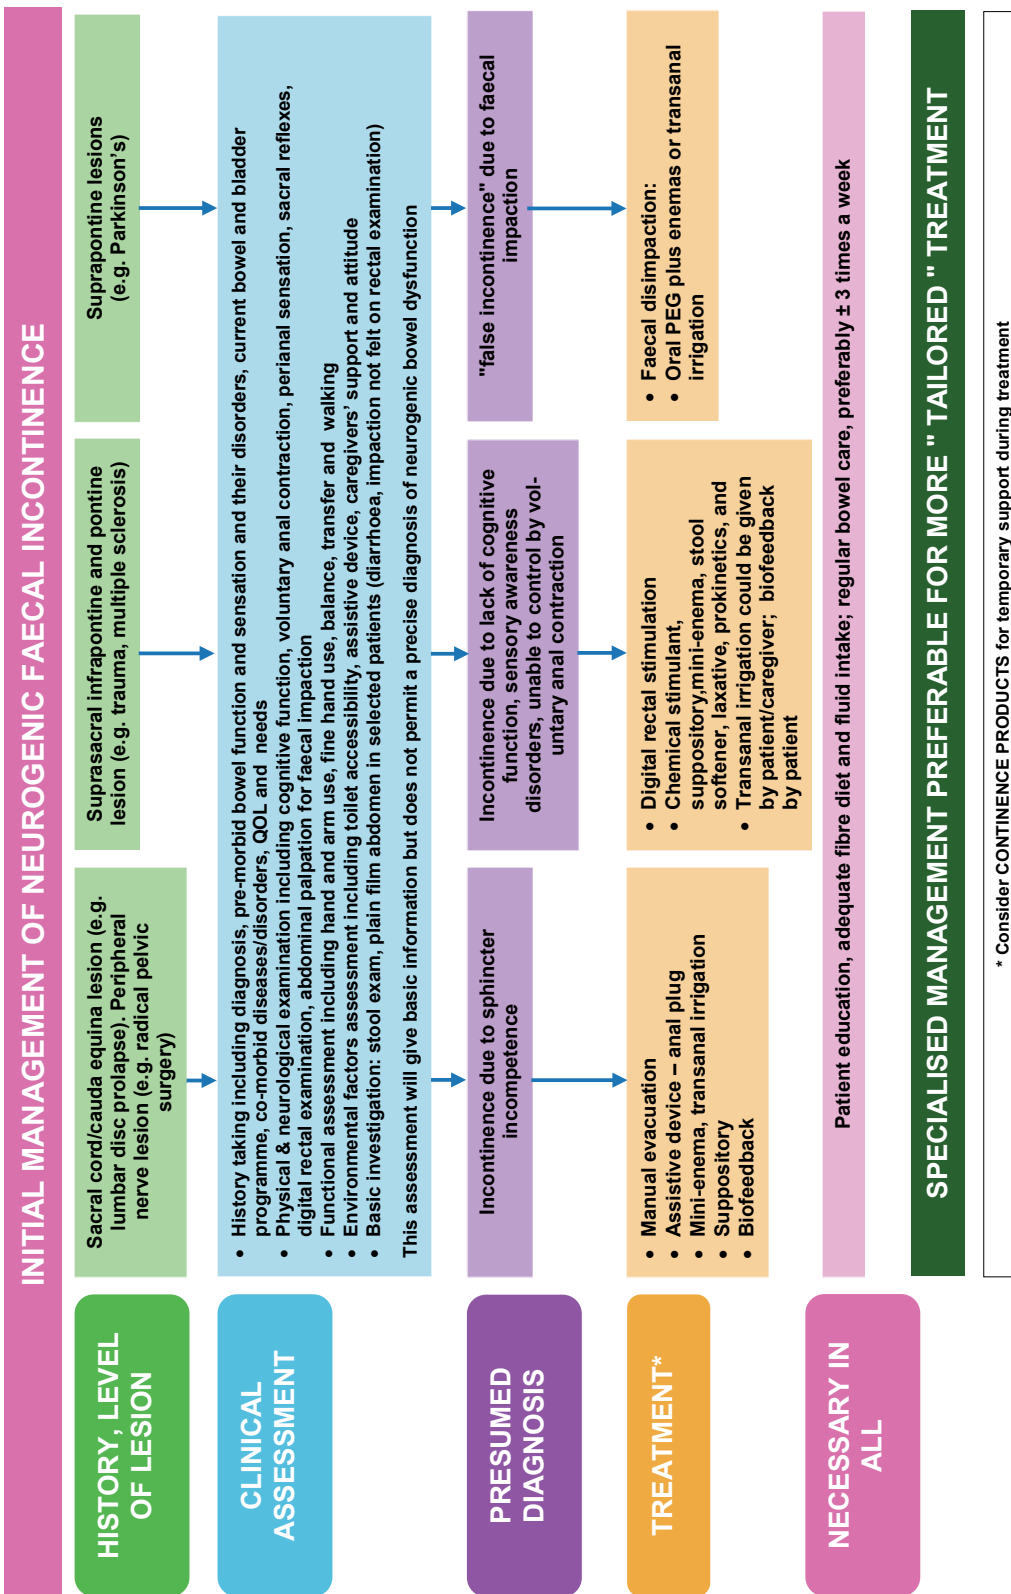 INITIAL MANAGEMENT OF NEUROGENIC FAECAL INCONTINENCE
HISTORY, LEVEL
OF LESION
Sacral cord/cauda equina lesion (e.g.
lumbar disc prolapse). Peripheral
nerve lesion (e.g. radical pelvic
surgery)
Suprasacral infrapontine and pontine
lesion (e.g. trauma, multiple sclerosis)
Suprapontine lesions
(e.g. Parkinson's)
CLINICAL
ASSESSMENT
• History taking including diagnosis, pre-morbid bowel function and sensation and their disorders, current bowel and bladder
programme, co-morbid diseases/disorders, QOL and needs
• Physical & neurological examination including cognitive function, voluntary anal contraction, perianal sensation, sacral reflexes,
digital rectal examination, abdominal palpation for faecal impaction
• Functional assessment including hand and arm use, fine hand use, balance, transfer and walking
• Environmental factors assessment including toilet accessibility, assistive device, caregivers' support and attitude
• Basic investigation: stool exam, plain film abdomen in selected patients (diarrhoea, impaction not felt on rectal examination)
This assessment will give basic information but does not permit a precise diagnosis of neurogenic bowel dysfunction
PRESUMED
DIAGNOSIS
Incontinence due to sphincter
incompetence
Incontinence due to lack of cognitive
function, sensory awareness
disorders, unable to control by vol-
untary anal contraction
"false incontinence" due to faecal
impaction
TREATMENT*
• Manual evacuation
• Assistive device – anal plug
• Mini-enema, transanal irrigation
• Suppository
• Biofeedback
• Digital rectal stimulation
• Chemical stimulant,
suppository,mini-enema, stool
softener, laxative, prokinetics, and
• Transanal irrigation could be given
by patient/caregiver; biofeedback
by patient
• Faecal disimpaction:
• Oral PEG plus enemas or transanal
irrigation
NECESSARY IN
ALL
Patient education, adequate fibre diet and fluid intake; regular bowel care, preferably ± 3 times a week
SPECIALISED MANAGEMENT PREFERABLE FOR MORE " TAILORED " TREATMENT
* Consider CONTINENCE PRODUCTS for temporary support during treatment